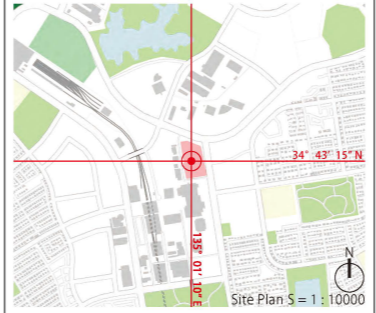 34° 43' 15" N
135° 01' 10" E
N
Site Plan S = 1 : 10000